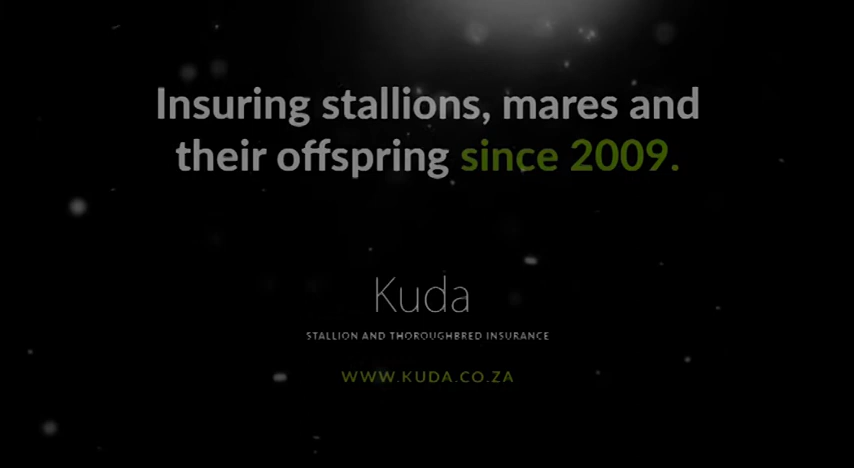 Insuring stallions, mares and
their offspring since 2009.
Kuda
STALLION AND THOROUGHBRED INSURANCE
WWW.KUDA.CO.ZA